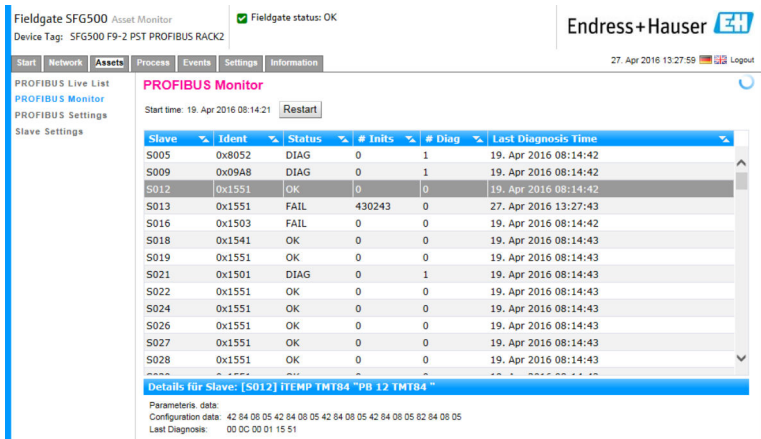 Fieldgate SFG500 Asset Monitor
Device Tag: SFG500 F9-2 PST PROFIBUS RACK2
Fieldgate status: OK
Endress+Hauser EH
Start Network Assets Process Events Settings Information
27. Apr 2016 13:27:59 Logout
PROFIBUS Live List
PROFIBUS Monitor
PROFIBUS Settings
Slave Settings
PROFIBUS Monitor
Start time: 19. Apr 2016 08:14:21 Restart
Slave Ident Status # Inits # Diag Last Diagnosis Time
S005 0x8052 DIAG 0 1 19. Apr 2016 08:14:42
S009 0x09A8 DIAG 0 1 19. Apr 2016 08:14:42
S012 0x1551 OK 0 0 19. Apr 2016 08:14:42
S013 0x1551 FAIL 430243 0 27. Apr 2016 13:27:43
S016 0x1503 FAIL 0 0 19. Apr 2016 08:14:42
S018 0x1541 OK 0 0 19. Apr 2016 08:14:43
S019 0x1551 OK 0 0 19. Apr 2016 08:14:43
S021 0x1501 DIAG 0 1 19. Apr 2016 08:14:43
S022 0x1551 OK 0 0 19. Apr 2016 08:14:43
S024 0x1551 OK 0 0 19. Apr 2016 08:14:43
S026 0x1551 OK 0 0 19. Apr 2016 08:14:43
S027 0x1551 OK 0 0 19. Apr 2016 08:14:43
S028 0x1551 OK 0 0 19. Apr 2016 08:14:43
Details für Slave: [S012] iTEMP TMT84 "PB 12 TMT84 "
Parameteris. data:
Configuration data: 42 84 08 05 42 84 08 05 42 84 08 05 42 84 08 05 82 84 08 05
Last Diagnosis: 00 0C 00 01 15 51